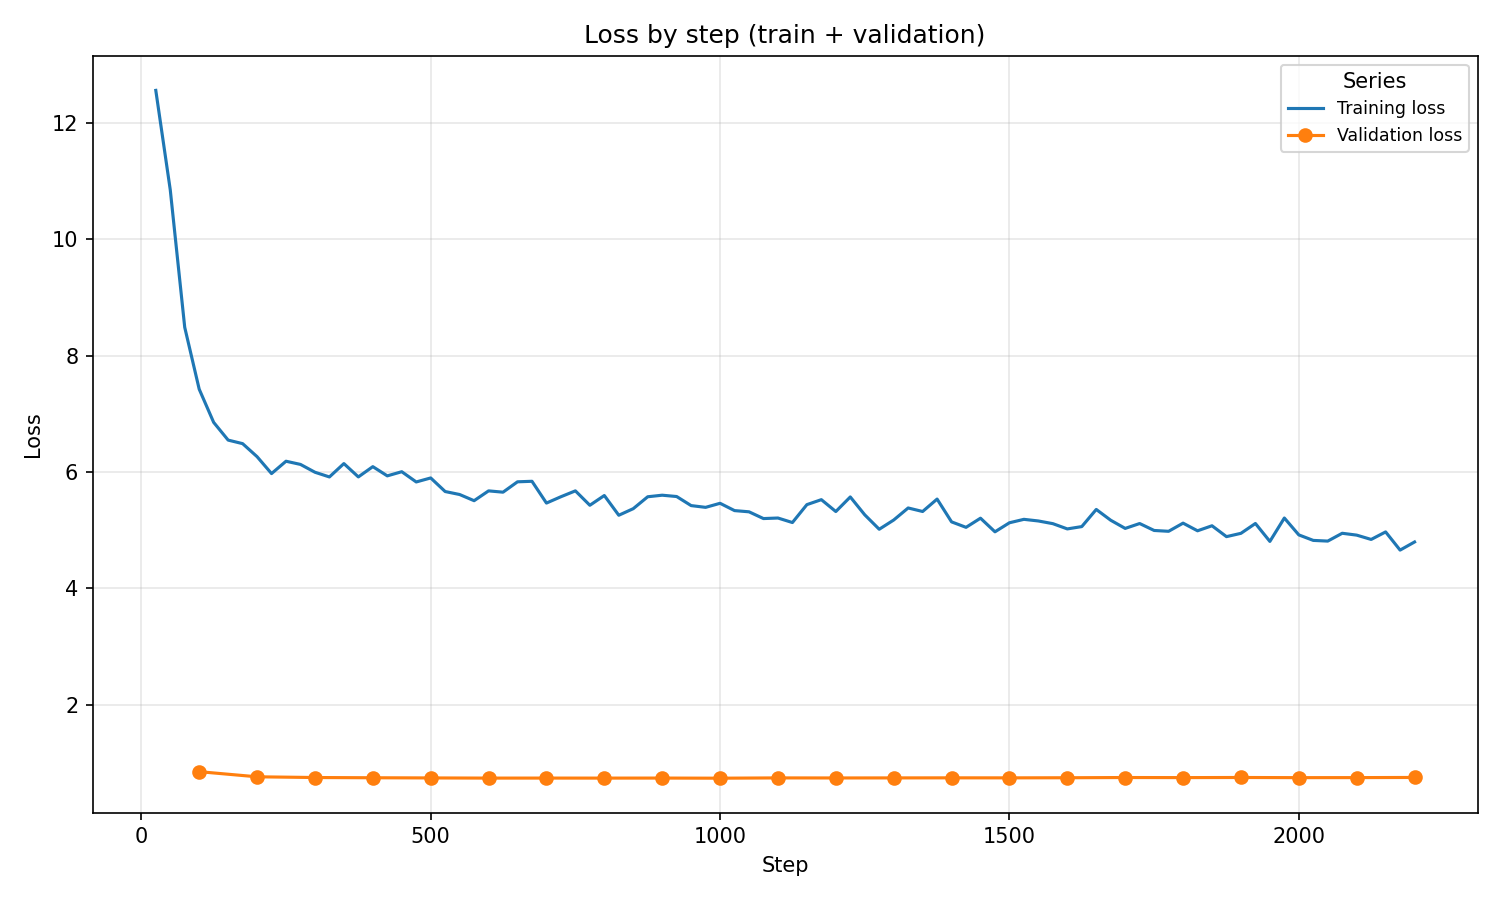 Loss by step (train + validation)
Series
Training loss
Validation loss
Loss
12
10
8
6
4
2
0
500
1000
1500
2000
Step